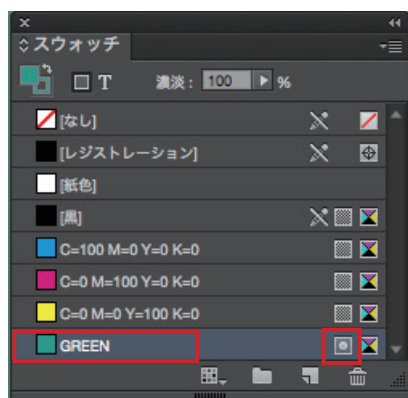 スウォッチ
T 濃淡: 100 %
[なし]
[レジストレーション]
[紙色]
[黒]
C=100 M=0 Y=0 K=0
C=0 M=100 Y=0 K=0
C=0 M=0 Y=100 K=0
GREEN